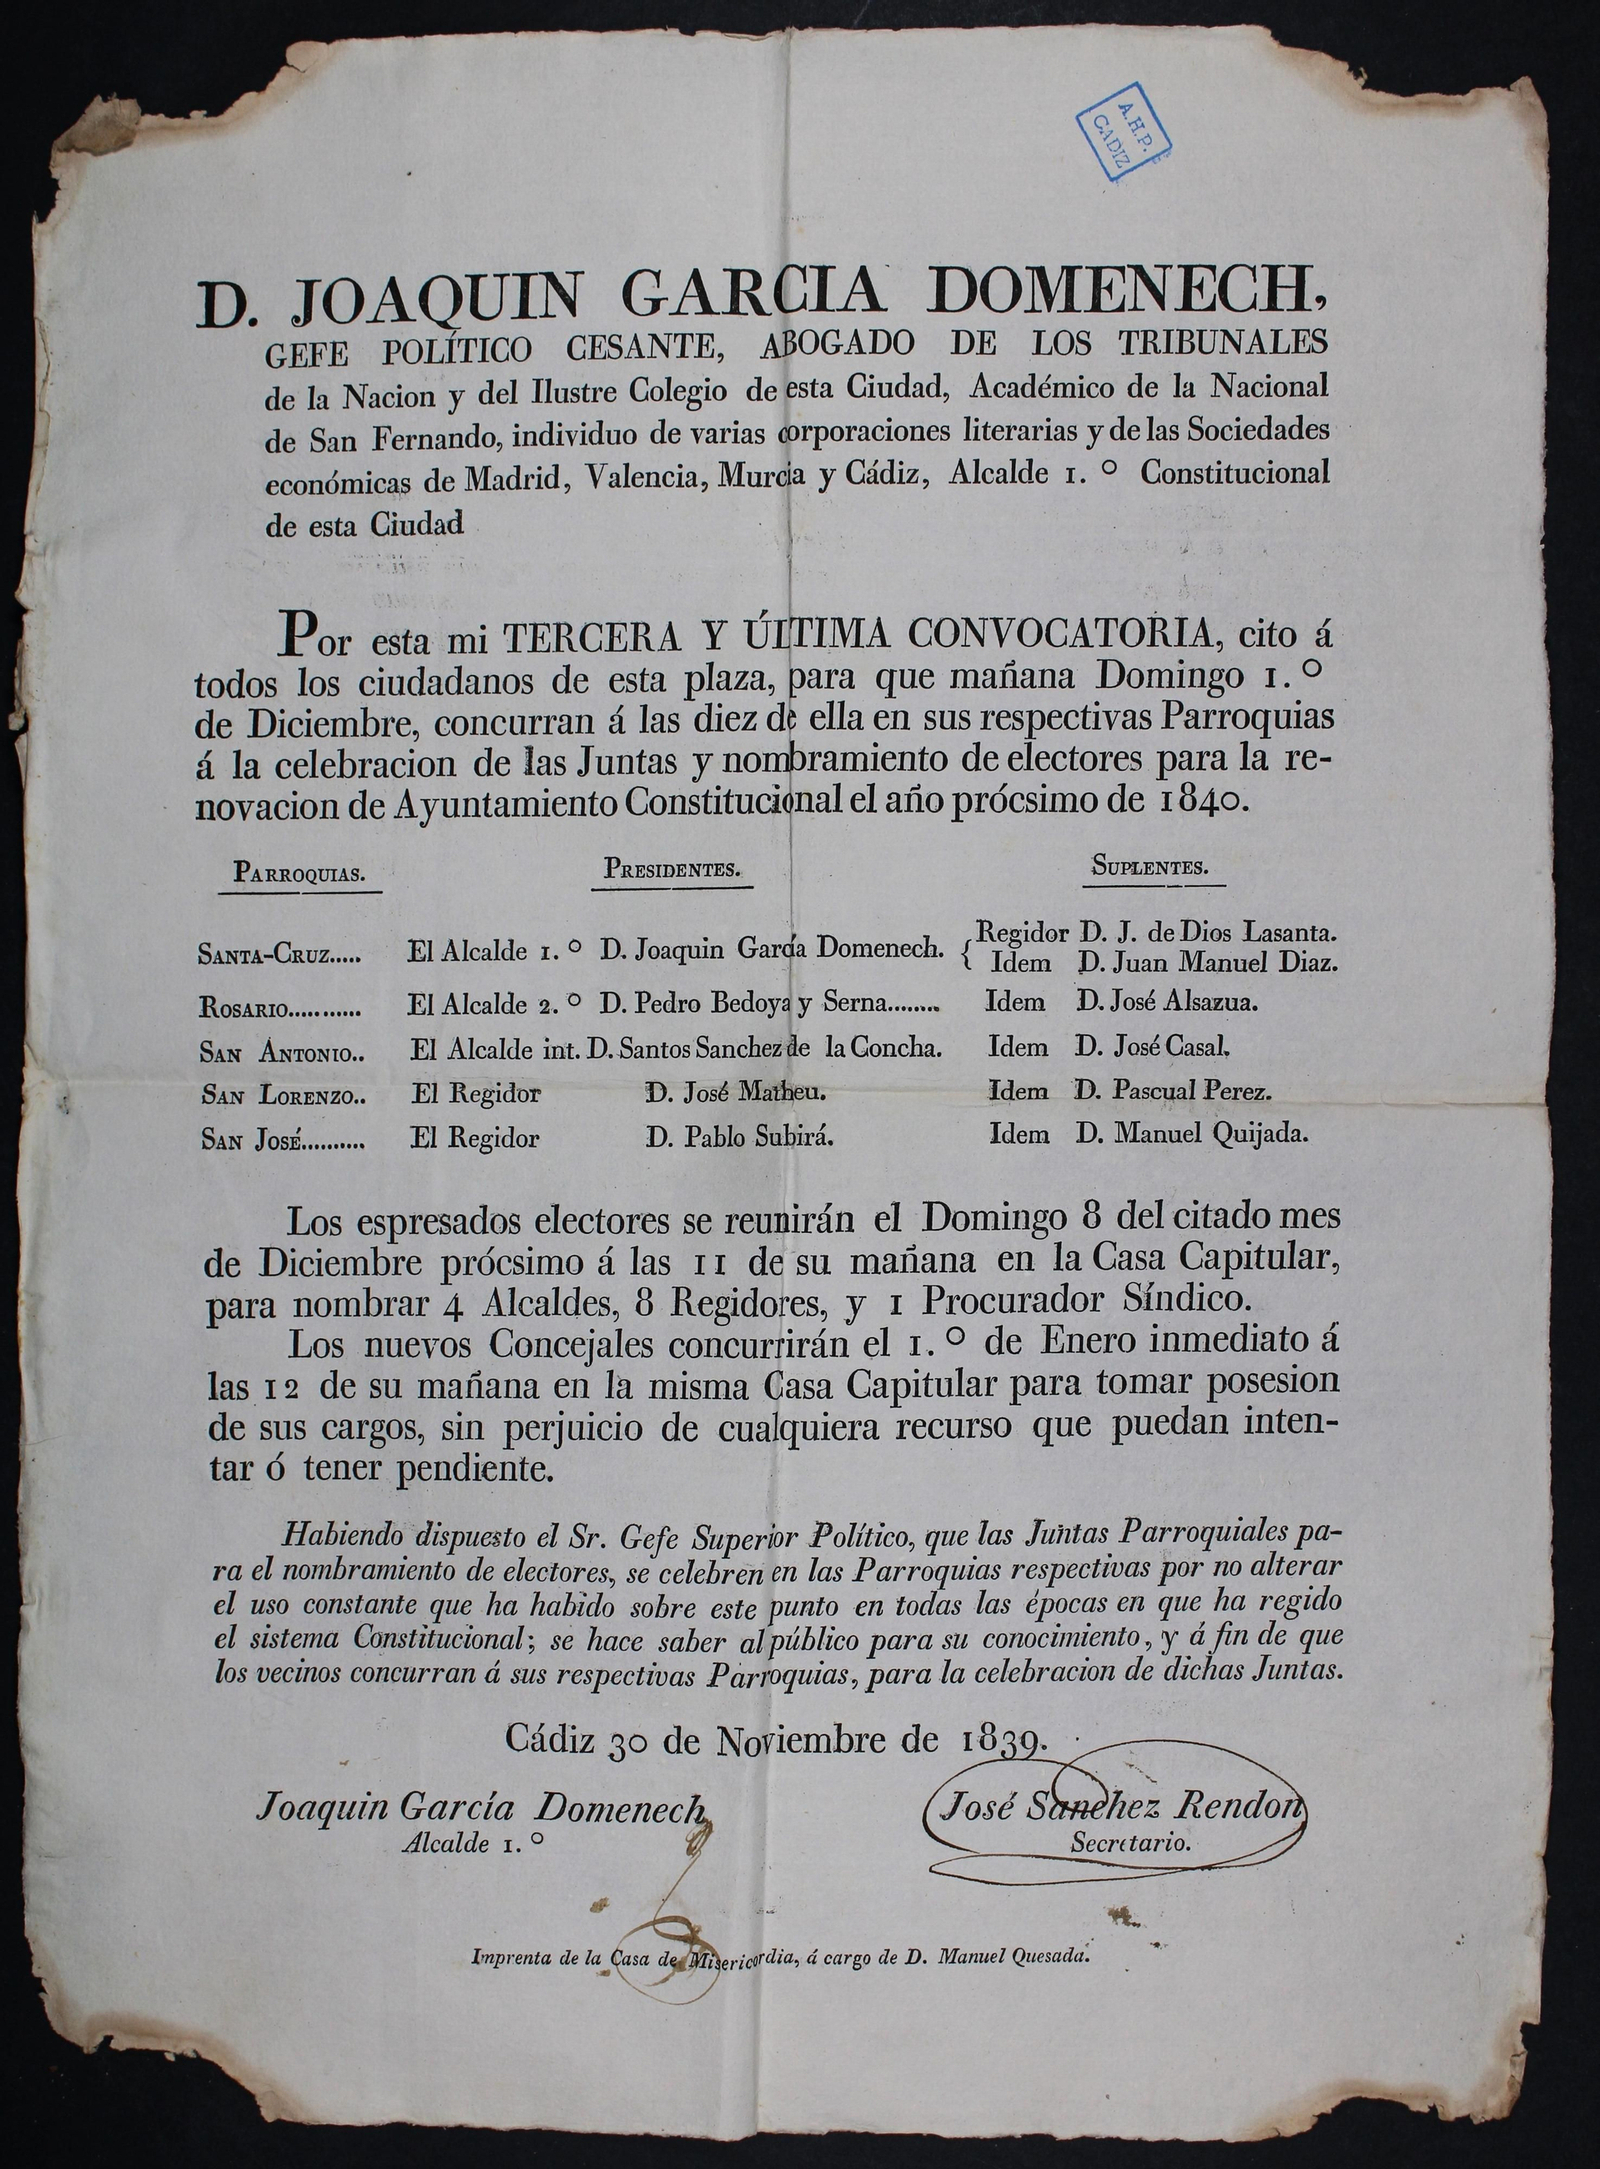 A.H.P.
CADIZ
D. JOAQUIN GARCIA DOMENECH,
GEFE POLÍTICO CESANTE, ABOGADO DE LOS TRIBUNALES
de la Nacion y del Ilustre Colegio de esta Ciudad, Académico de la Nacional
de San Fernando, individuo de varias corporaciones literarias y de las Sociedades
económicas de Madrid, Valencia, Murcia y Cádiz, Alcalde 1.º Constitucional
de esta Ciudad
Por esta mi TERCERA Y ÚLTIMA CONVOCATORIA, cito á
todos los ciudadanos de esta plaza, para que mañana Domingo 1.º
de Diciembre, concurran á las diez de ella en sus respectivas Parroquias
á la celebracion de las Juntas y nombramiento de electores para la re-
novacion de Ayuntamiento Constitucional el año prócsimo de 1840.
PARROQUIAS. PRESIDENTES. SUPLENTES.
SANTA-CRUZ..... El Alcalde 1.º D. Joaquin García Domenech. { Regidor D. J. de Dios Lasanta.
Idem D. Juan Manuel Diaz.
ROSARIO........... El Alcalde 2.º D. Pedro Bedoya y Serna........ Idem D. José Alsazua.
SAN ANTONIO.. El Alcalde int. D. Santos Sanchez de la Concha. Idem D. José Casal.
SAN LORENZO.. El Regidor D. José Matheu. Idem D. Pascual Perez.
SAN JOSÉ.......... El Regidor D. Pablo Subirá. Idem D. Manuel Quijada.
Los espresados electores se reunirán el Domingo 8 del citado mes
de Diciembre prócsimo á las 11 de su mañana en la Casa Capitular,
para nombrar 4 Alcaldes, 8 Regidores, y 1 Procurador Síndico.
Los nuevos Concejales concurrirán el 1.º de Enero inmediato á
las 12 de su mañana en la misma Casa Capitular para tomar posesion
de sus cargos, sin perjuicio de cualquiera recurso que puedan inten-
tar ó tener pendiente.
Habiendo dispuesto el Sr. Gefe Superior Político, que las Juntas Parroquiales pa-
ra el nombramiento de electores, se celebren en las Parroquias respectivas por no alterar
el uso constante que ha habido sobre este punto en todas las épocas en que ha regido
el sistema Constitucional; se hace saber al público para su conocimiento, y á fin de que
los vecinos concurran á sus respectivas Parroquias, para la celebracion de dichas Juntas.
Cádiz 30 de Noviembre de 1839.
Joaquin García Domenech José Sanchez Rendon
Alcalde 1.º Secretario.
Imprenta de la Casa de Misericordia, á cargo de D. Manuel Quesada.